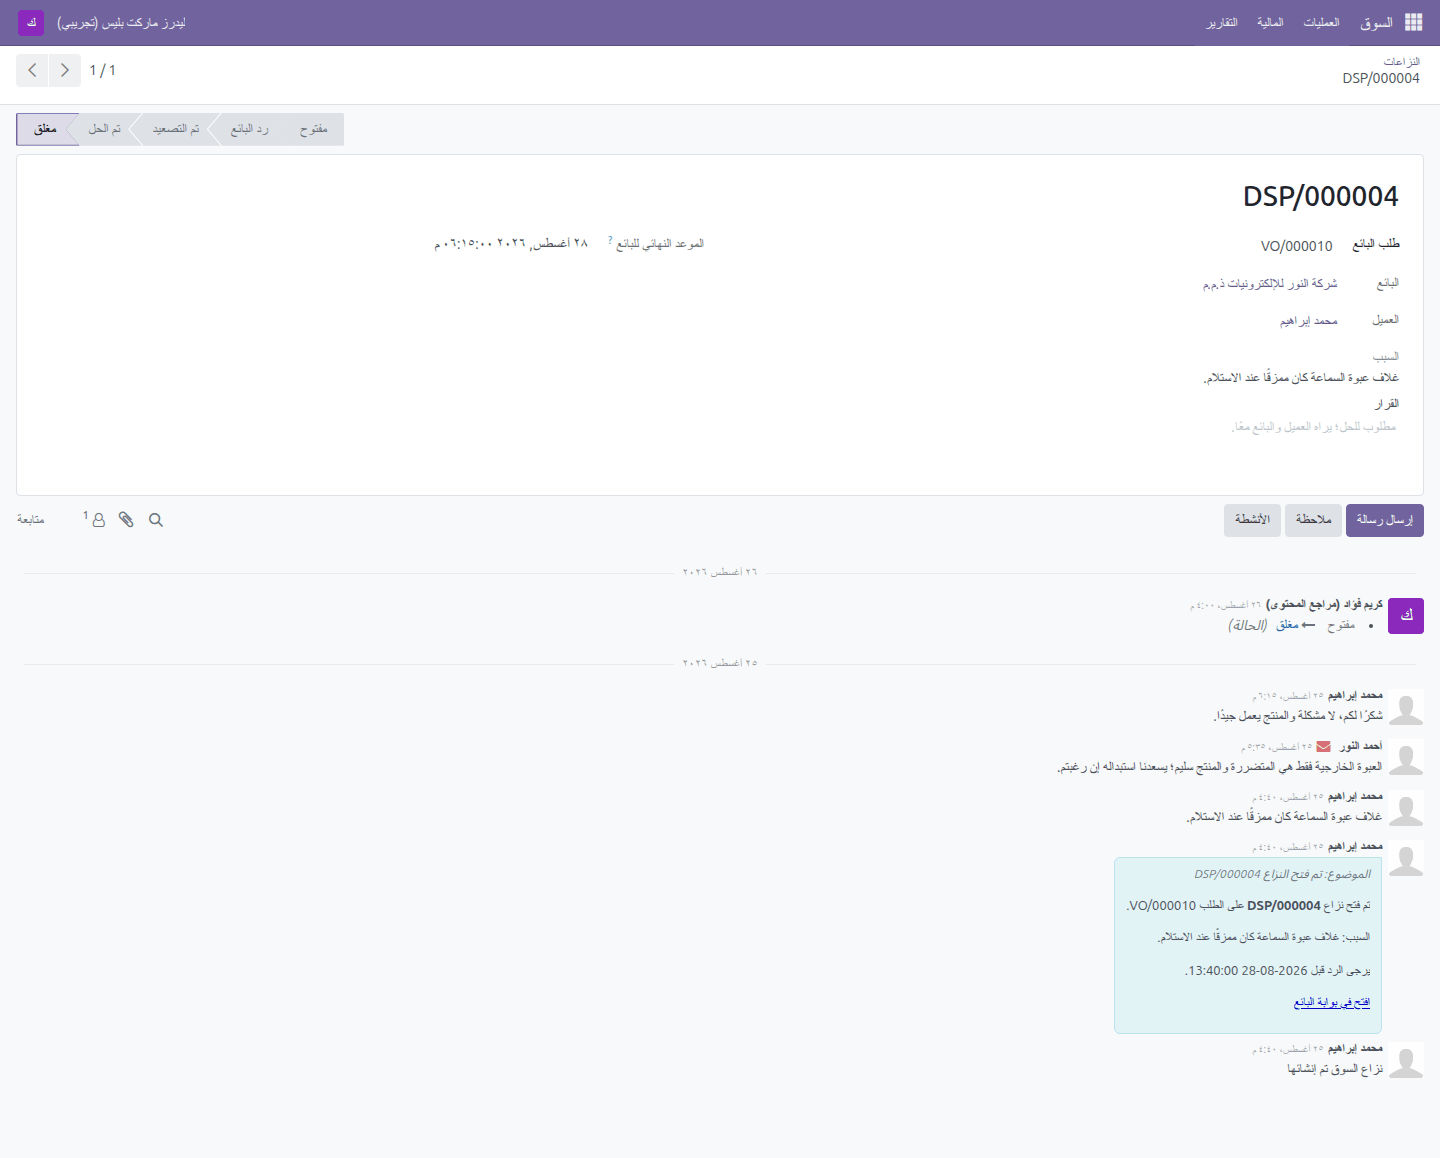 السوق العمليات المالية التقارير
ليدرز ماركت بليس (تجريبي) ك
النزاعات
DSP/000004
1 / 1
مفتوح رد البائع تم التصعيد تم الحل مغلق
DSP/000004
طلب البائع VO/000010
الموعد النهائي للبائع ? ٢٨ أغسطس, ٢٠٢٦ ٠٦:١٥:٠٠ م
البائع شركة النور للإلكترونيات ذ.م.م
العميل محمد إبراهيم
السبب
غلاف عبوة السماعة كان ممزقًا عند الاستلام.
القرار
مطلوب للحل؛ يراه العميل والبائع معًا.
إرسال رسالة ملاحظة الأنشطة
1 متابعة
٢٦ أغسطس ٢٠٢٦
ك
كريم فؤاد (مراجع المحتوى) ٢٦ أغسطس، ٤:٠٠ م
مفتوح ← مغلق (الحالة)
٢٥ أغسطس ٢٠٢٦
محمد إبراهيم ٢٥ أغسطس، ٦:١٥ م
شكرًا لكم، لا مشكلة والمنتج يعمل جيدًا.
أحمد النور ٢٥ أغسطس، ٥:٣٥ م
العبوة الخارجية فقط هي المتضررة والمنتج سليم؛ يسعدنا استبداله إن رغبتم.
محمد إبراهيم ٢٥ أغسطس، ٤:٤٠ م
غلاف عبوة السماعة كان ممزقًا عند الاستلام.
محمد إبراهيم ٢٥ أغسطس، ٤:٤٠ م
الموضوع: تم فتح النزاع DSP/000004
تم فتح نزاع DSP/000004 على الطلب VO/000010.
السبب: غلاف عبوة السماعة كان ممزقًا عند الاستلام.
يرجى الرد قبل 2026-08-28 13:40:00.
افتح في بوابة البائع
محمد إبراهيم ٢٥ أغسطس، ٤:٤٠ م
نزاع السوق تم إنشائها